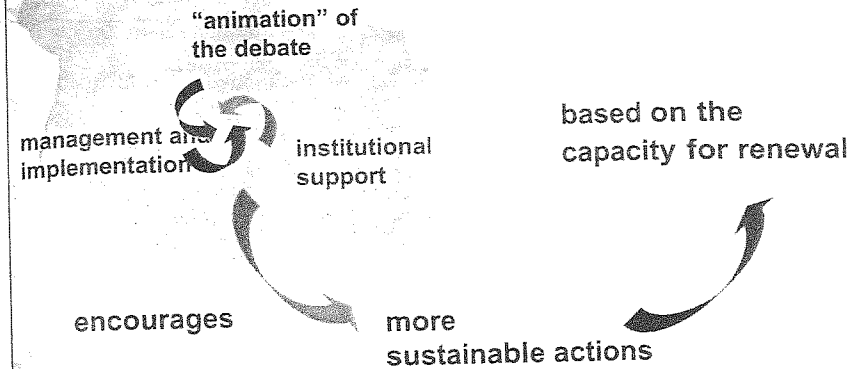 “animation” of
the debate
management and
implementation
institutional
support
based on the
capacity for renewal
encourages
more
sustainable actions